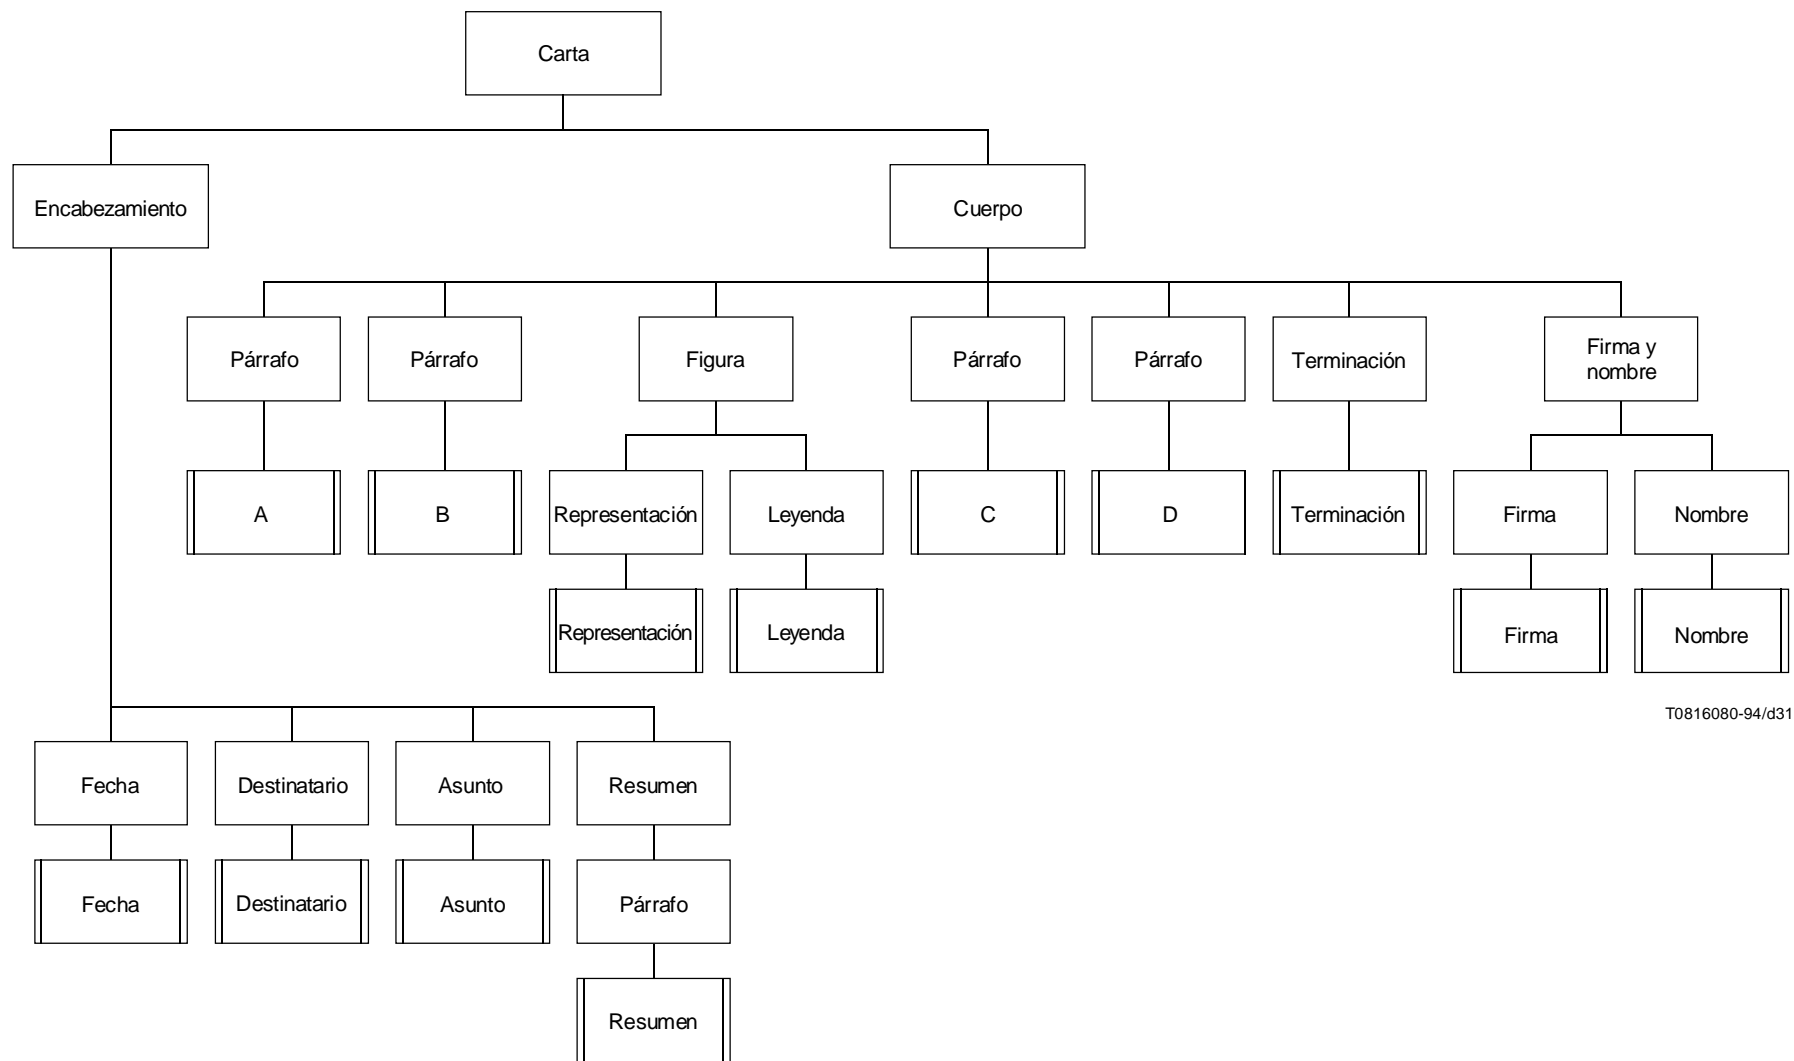 Carta
Encabezamiento
Cuerpo
Párrafo
Párrafo
Figura
Párrafo
Párrafo
Terminación
Firma y
nombre
A
B
Representación
Leyenda
C
D
Terminación
Firma
Nombre
Representación
Leyenda
Firma
Nombre
T0816080-94/d31
Fecha
Destinatario
Asunto
Resumen
Fecha
Destinatario
Asunto
Párrafo
Resumen